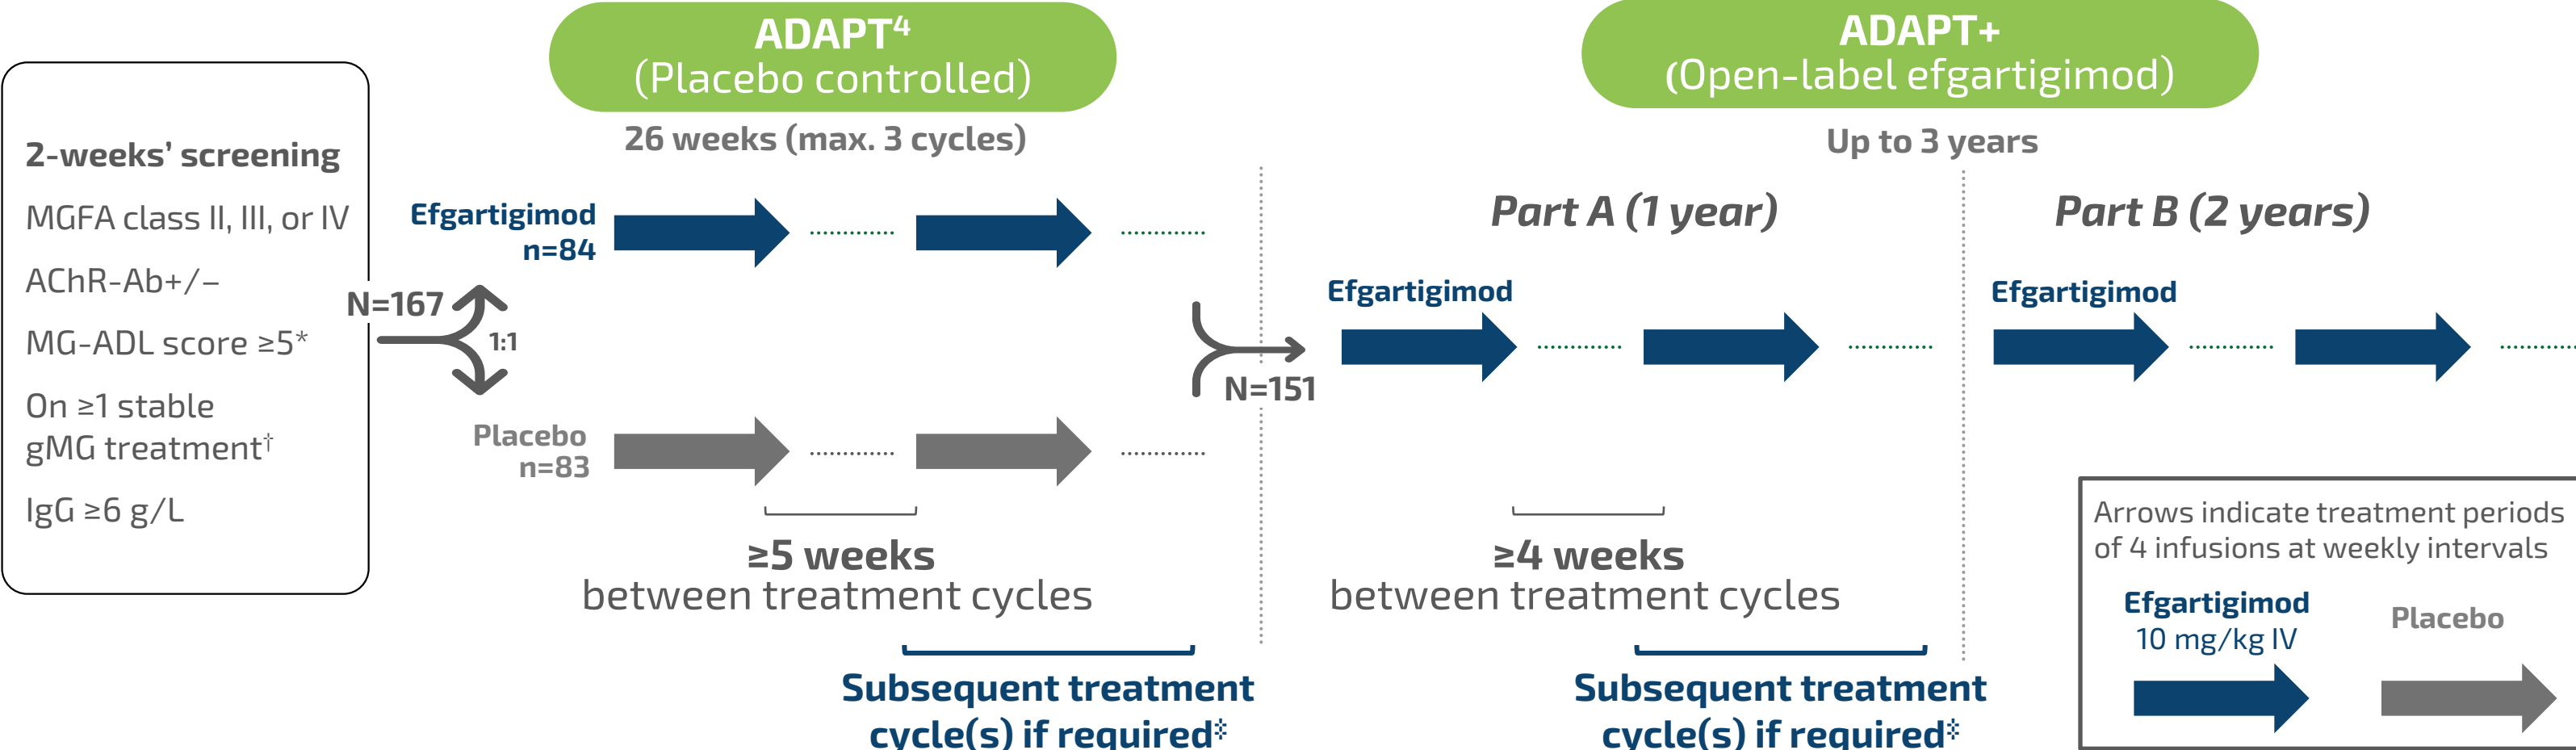 ADAPT⁴
(Placebo controlled)
26 weeks (max. 3 cycles)
ADAPT+
(Open-label efgartigimod)
Up to 3 years
2-weeks’ screening
MGFA class II, III, or IV
AChR-Ab+/−
MG-ADL score ≥5*
On ≥1 stable
gMG treatment†
IgG ≥6 g/L
N=167
1:1
Efgartigimod
n=84
Placebo
n=83
≥5 weeks
between treatment cycles
Subsequent treatment
cycle(s) if required‡
N=151
Part A (1 year)
Efgartigimod
≥4 weeks
between treatment cycles
Subsequent treatment
cycle(s) if required‡
Part B (2 years)
Efgartigimod
Arrows indicate treatment periods
of 4 infusions at weekly intervals
Efgartigimod
10 mg/kg IV
Placebo